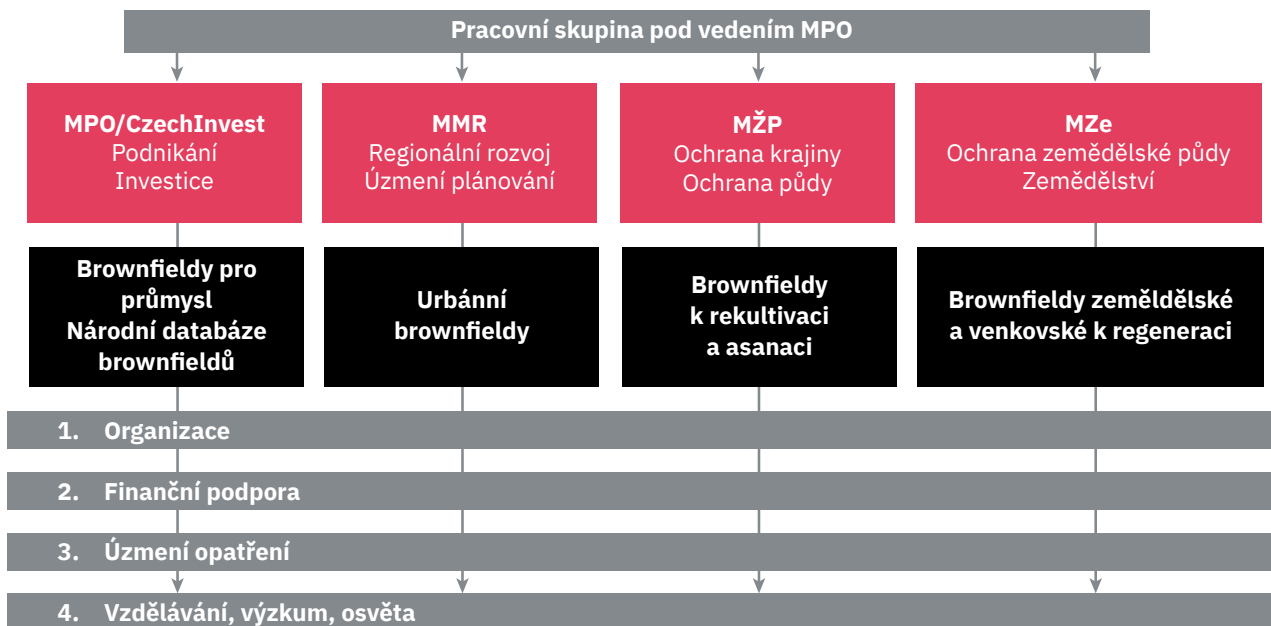 Pracovní skupina pod vedením MPO
MPO/CzechInvest
Podnikání
Investice
MMR
Regionální rozvoj
Úzmení plánování
MŽP
Ochrana krajiny
Ochrana půdy
MZe
Ochrana zemědělské půdy
Zemědělství
Brownfieldy pro
průmysl
Národní databáze
brownfieldů
Urbánní
brownfieldy
Brownfieldy
k rekultivaci
a asanaci
Brownfieldy zeměldělské
a venkovské k regeneraci
1. Organizace
2. Finanční podpora
3. Úzmení opatření
4. Vzdělávání, výzkum, osvěta